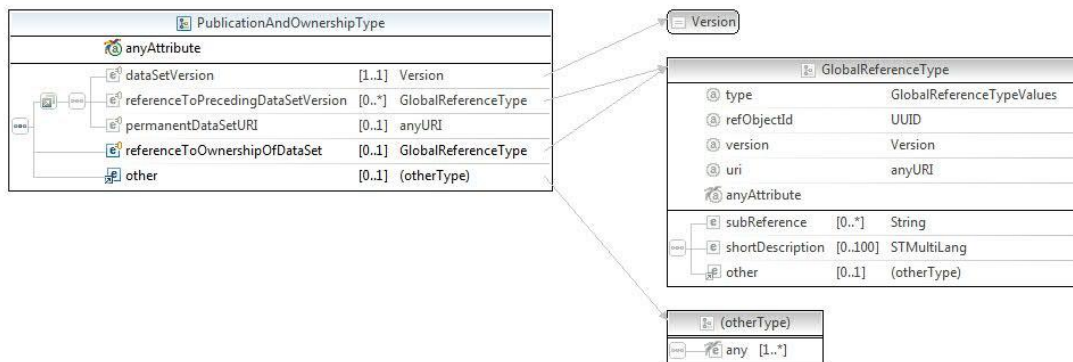 PublicationAndOwnershipType
anyAttribute
dataSetVersion [1..1] Version
referenceToPrecedingDataSetVersion [0..*] GlobalReferenceType
permanentDataSetURI [0..1] anyURI
referenceToOwnershipOfDataSet [0..1] GlobalReferenceType
other [0..1] (otherType)
Version
GlobalReferenceType
type GlobalReferenceTypeValues
refObjectId UUID
version Version
uri anyURI
anyAttribute
subReference [0..*] String
shortDescription [0..100] STMultiLang
other [0..1] (otherType)
(otherType)
any [1..*]